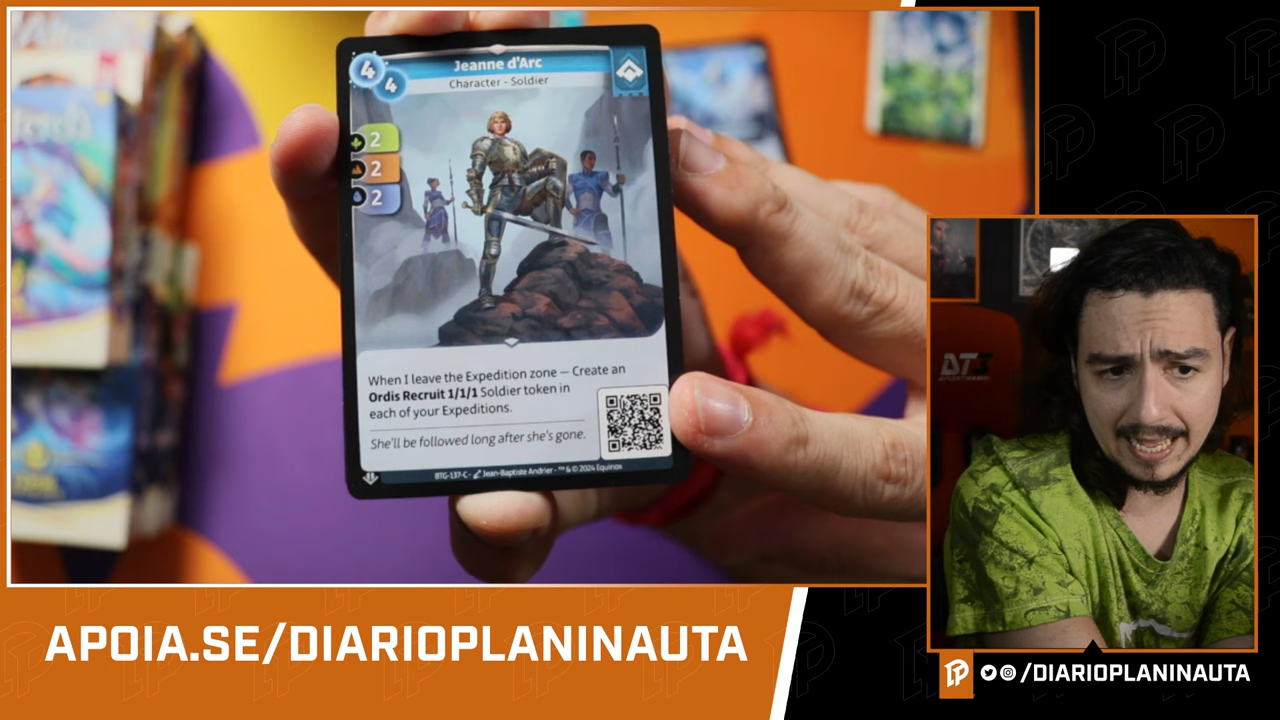 Jeanne d'Arc
4
4
Character - Soldier
2
2
2
When I leave the Expedition zone — Create an
Ordis Recruit 1/1/1 Soldier token in
each of your Expeditions.
She'll be followed long after she's gone.
BTG-137-C - Jean-Baptiste Andrier - ™ & © 2024 Equinox
APOIA.SE/DIARIOPLANINAUTA
/DIARIOPLANINAUTA